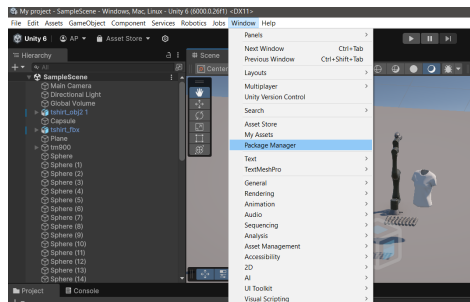 My project - SampleScene - Windows, Mac, Linux - Unity 6 (6000.0.26f1) <DX11>
File Edit Assets GameObject Component Services Robotics Jobs Window Help
Unity 6 AP Asset Store
Hierarchy
Scene
All
Center
SampleScene
Main Camera
Directional Light
Global Volume
tshirt_obj2 1
Capsule
tshirt_fbx
Plane
tm900
Sphere
Sphere (1)
Sphere (2)
Sphere (3)
Sphere (4)
Sphere (5)
Sphere (6)
Sphere (7)
Sphere (8)
Sphere (9)
Sphere (10)
Sphere (11)
Sphere (12)
Sphere (13)
Sphere (14)
Project Console
Panels
Next Window Ctrl+Tab
Previous Window Ctrl+Shift+Tab
Layouts
Multiplayer
Unity Version Control
Search
Asset Store
My Assets
Package Manager
Text
TextMeshPro
General
Rendering
Animation
Audio
Sequencing
Analysis
Asset Management
Accessibility
2D
AI
UI Toolkit
Visual Scripting